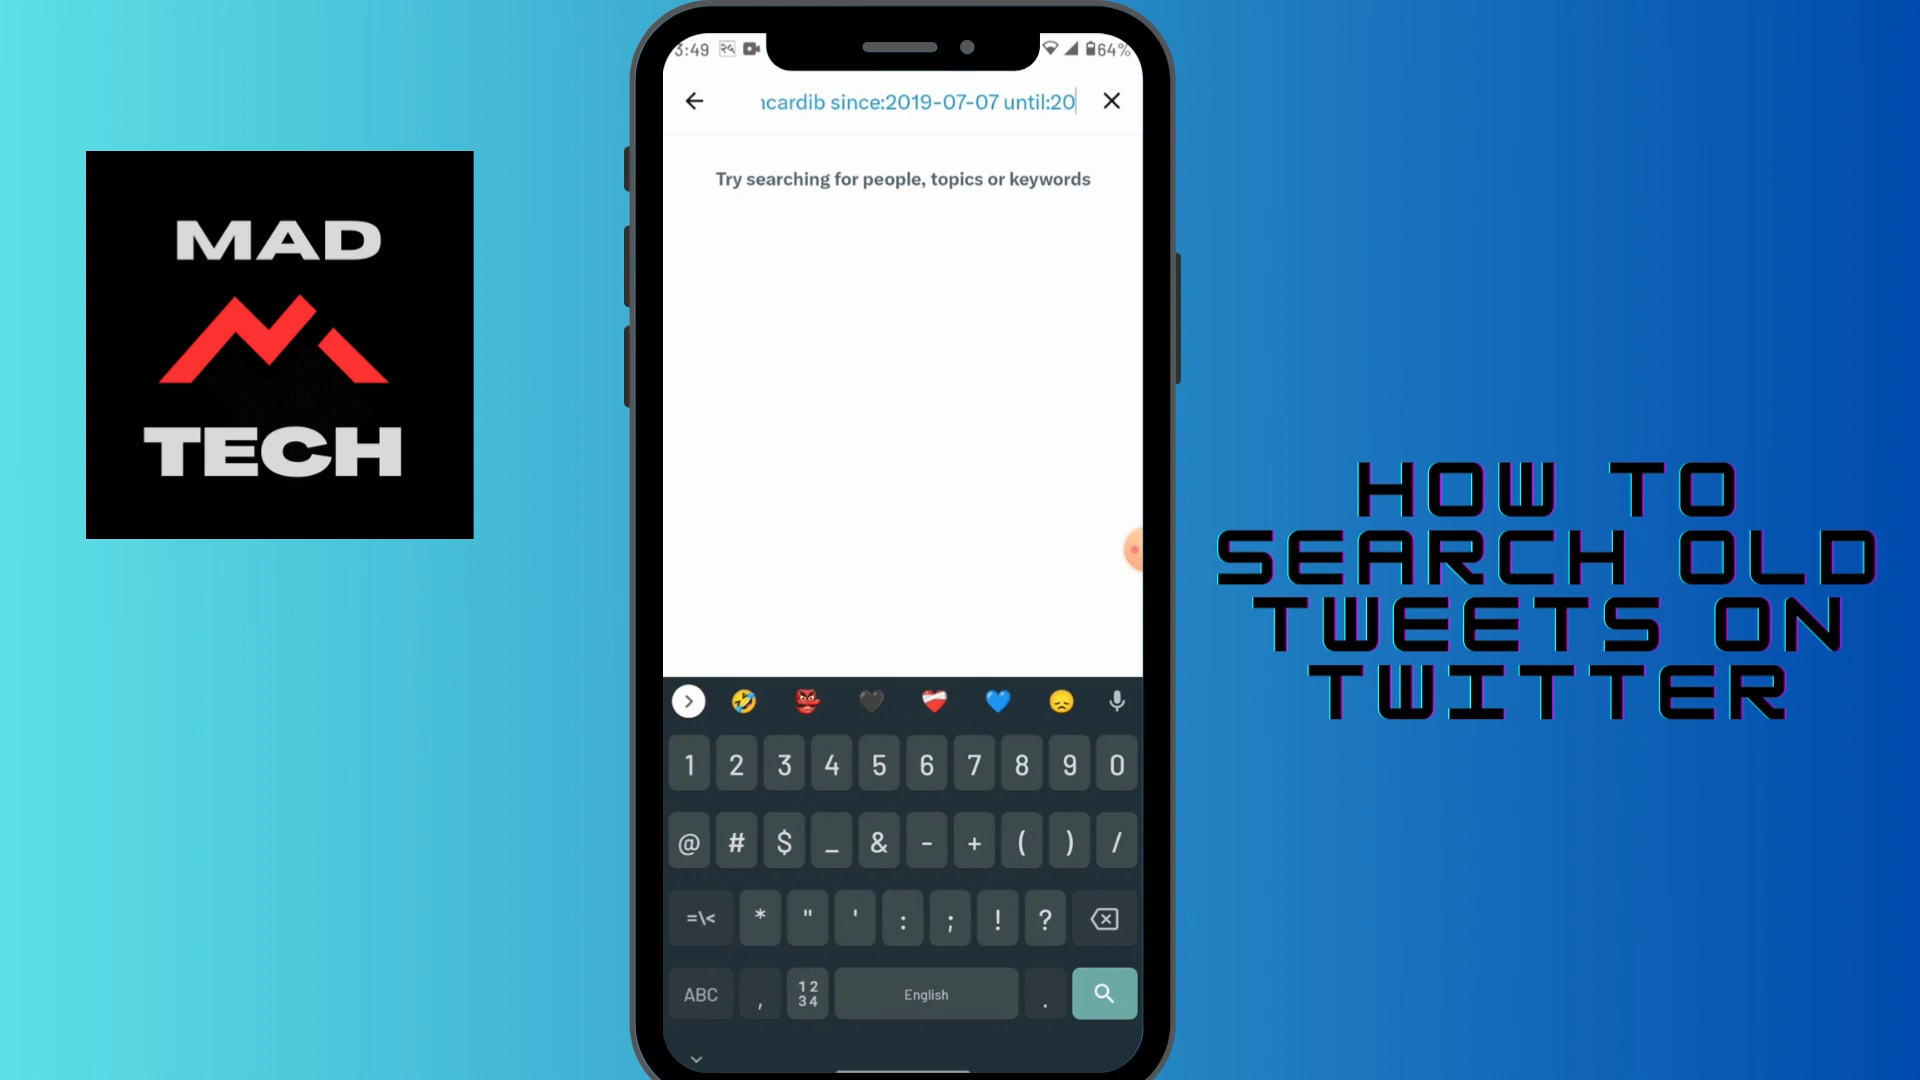 MAD
TECH
3:49
64%
cardib since:2019-07-07 until:20
Try searching for people, topics or keywords
1 2 3 4 5 6 7 8 9 0
@ # $ _ & - + ( ) /
=\< * " ' : ; ! ?
ABC , 12 34 English .
HOW TO
SEARCH OLD
TWEETS ON
TWITTER